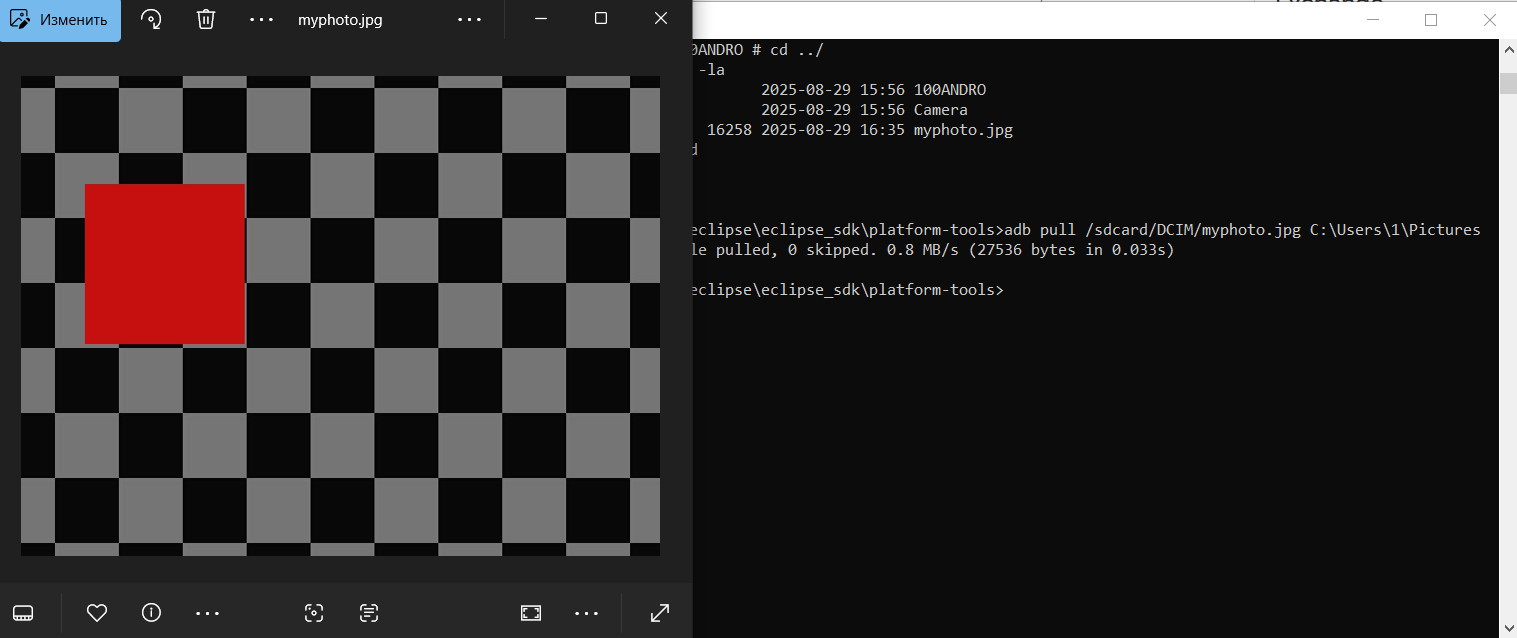 Изменить
myphoto.jpg
0ANDRO # cd ../
-la
2025-08-29 15:56 100ANDRO
2025-08-29 15:56 Camera
16258 2025-08-29 16:35 myphoto.jpg
d
eclipse\eclipse_sdk\platform-tools>adb pull /sdcard/DCIM/myphoto.jpg C:\Users\1\Pictures
le pulled, 0 skipped. 0.8 MB/s (27536 bytes in 0.033s)
eclipse\eclipse_sdk\platform-tools>